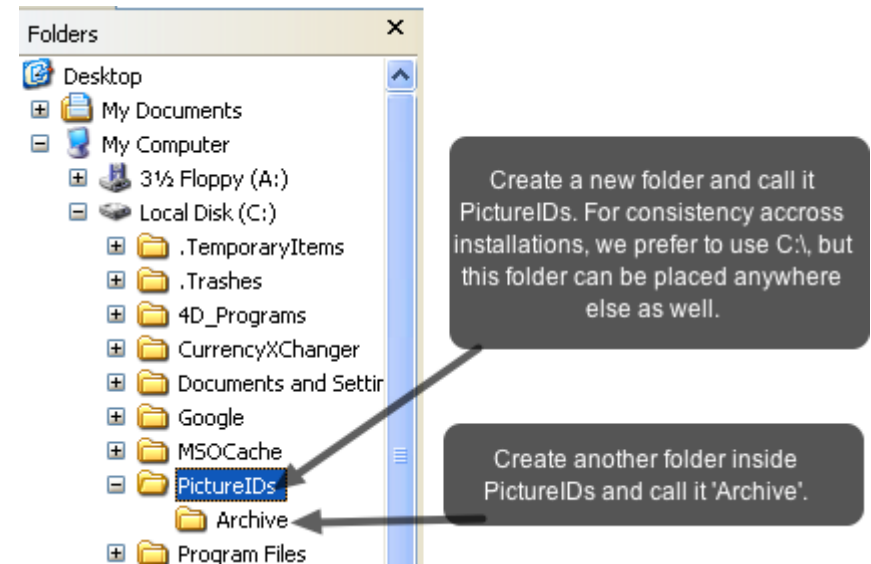 Folders
Desktop
My Documents
My Computer
3½ Floppy (A:)
Local Disk (C:)
.TemporaryItems
.Trashes
4D_Programs
CurrencyXChanger
Documents and Settir
Google
MSOCache
PictureIDs
Archive
Program Files
Create a new folder and call it
PictureIDs. For consistency accross
installations, we prefer to use C:\, but
this folder can be placed anywhere
else as well.
Create another folder inside
PictureIDs and call it 'Archive'.